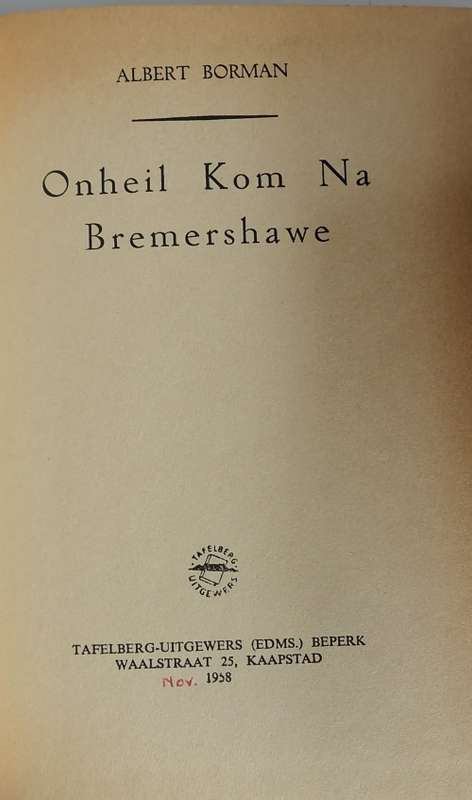 ALBERT BORMAN
Onheil Kom Na
Bremershawe
TAFELBERG
UITGEWERS
TAFELBERG-UITGEWERS (EDMS.) BEPERK
WAALSTRAAT 25, KAAPSTAD
Nov. 1958